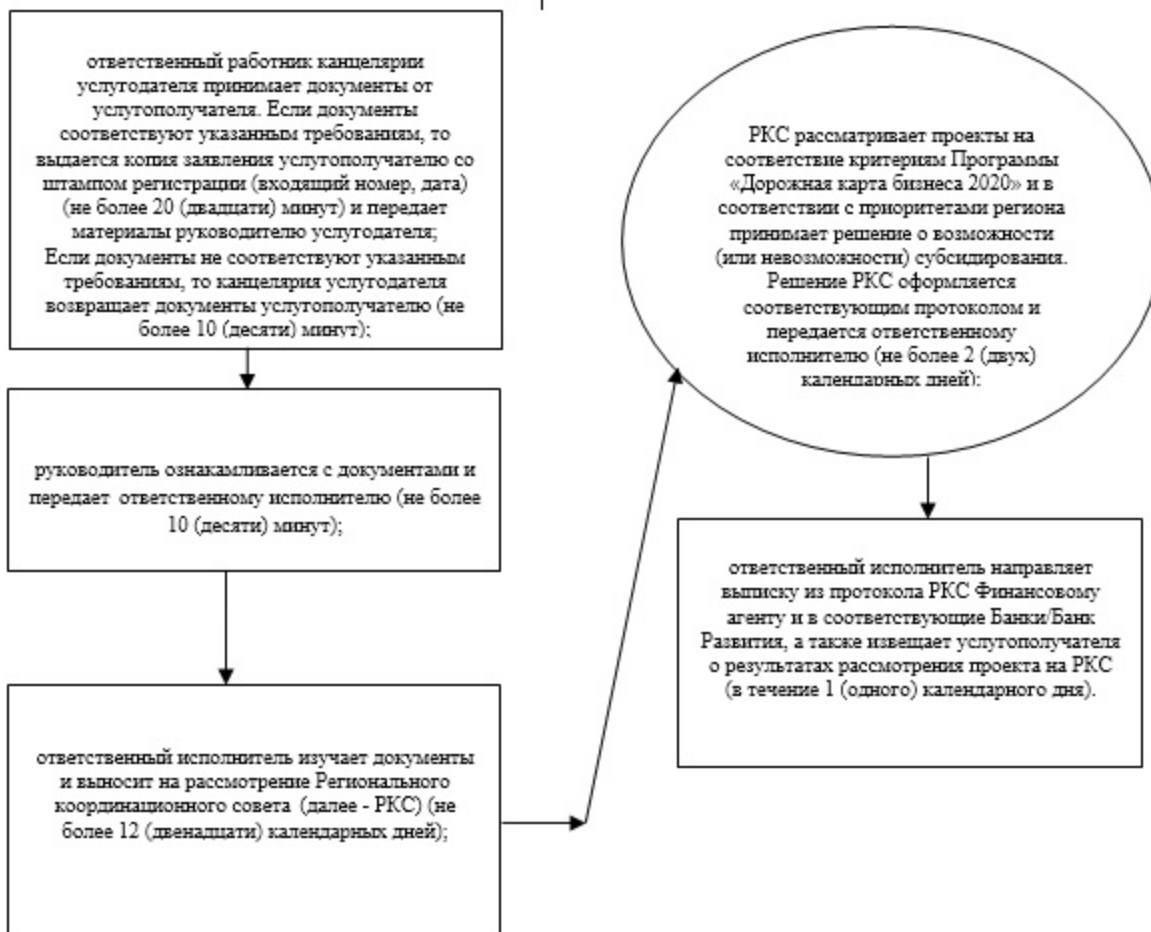 ответственный работник канцелярии
услугодателя принимает документы от
услугополучателя. Если документы
соответствуют указанным требованиям, то
выдается копия заявления услугополучателю со
штампом регистрации (входящий номер, дата)
(не более 20 (двадцати) минут) и передает
материалы руководителю услугодателя;
Если документы не соответствуют указанным
требованиям, то канцелярия услугодателя
возвращает документы услугополучателю (не
более 10 (десяти) минут);
руководитель ознакамливается с документами и
передает ответственному исполнителю (не более
10 (десяти) минут);
ответственный исполнитель изучает документы
и выносит на рассмотрение Регионального
координационного совета (далее - РКС) (не
более 12 (двенадцати) календарных дней);
РКС рассматривает проекты на
соответствие критериям Программы
«Дорожная карта бизнеса 2020» и в
соответствии с приоритетами региона
принимает решение о возможности
(или невозможности) субсидирования.
Решение РКС оформляется
соответствующим протоколом и
передается ответственному
исполнителю (не более 2 (двух)
календарных дней);
ответственный исполнитель направляет
выписку из протокола РКС Финансовому
агенту и в соответствующие Банки/Банк
Развития, а также извещает услугополучателя
о результатах рассмотрения проекта на РКС
(в течение 1 (одного) календарного дня).